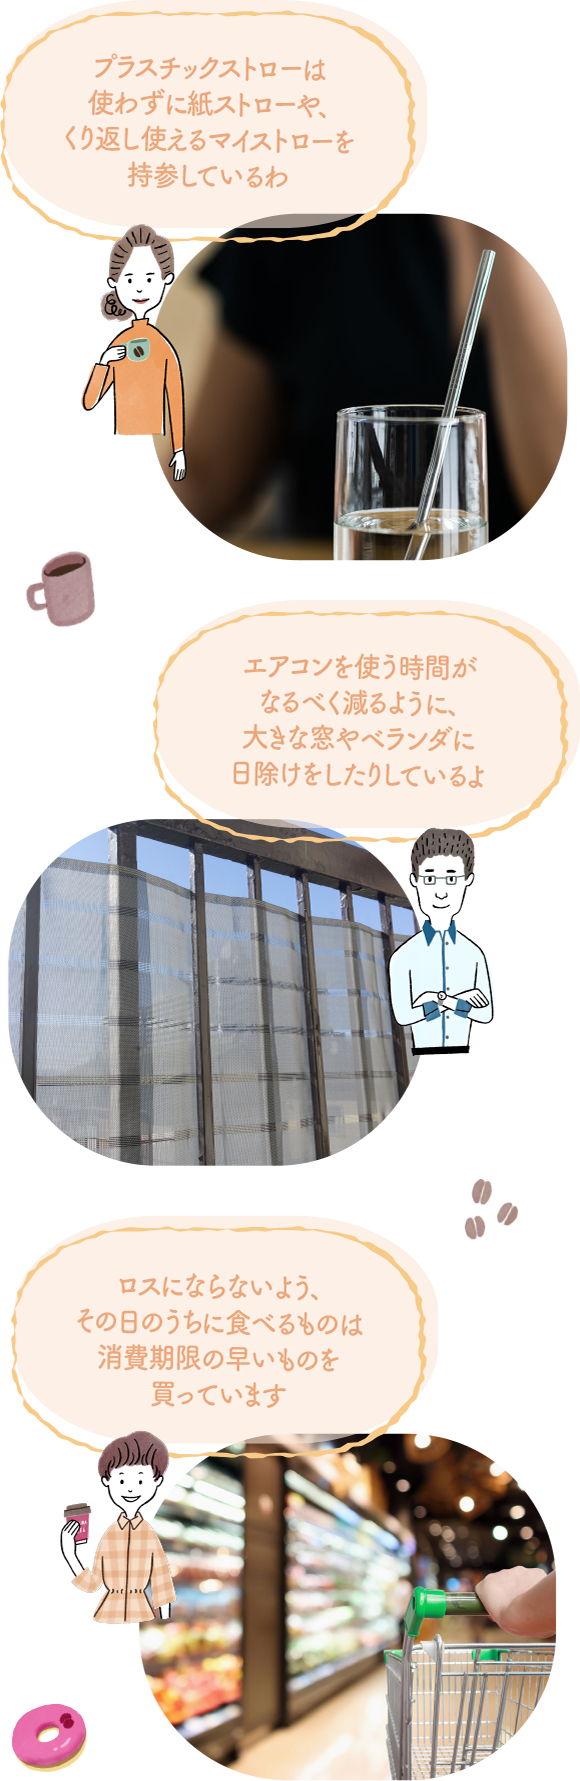 プラスチックストローは
使わずに紙ストローや、
くり返し使えるマイストローを
持参しているわ
エアコンを使う時間が
なるべく減るように、
大きな窓やベランダに
日除けをしたりしているよ
ロスにならないよう、
その日のうちに食べるものは
消費期限の早いものを
買っています